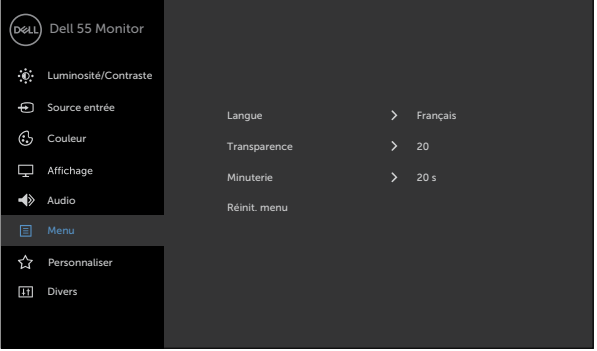 DELL Dell 55 Monitor
Luminosité/Contraste
Source entrée
Couleur
Affichage
Audio
Menu
Personnaliser
Divers
Langue > Français
Transparence > 20
Minuterie > 20 s
Réinit. menu